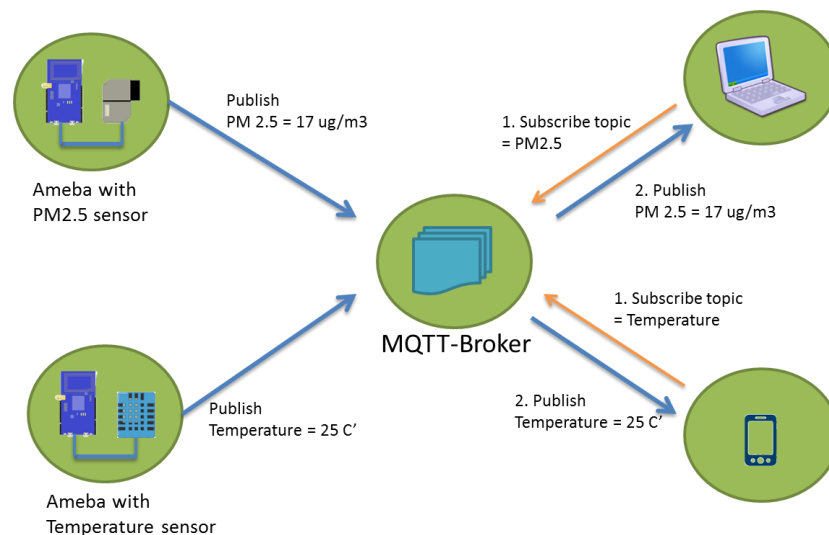 Publish
PM 2.5 = 17 ug/m3
Ameba with
PM2.5 sensor
1. Subscribe topic
= PM2.5
2. Publish
PM 2.5 = 17 ug/m3
MQTT-Broker
1. Subscribe topic
= Temperature
2. Publish
Temperature = 25 C’
Publish
Temperature = 25 C’
Ameba with
Temperature sensor